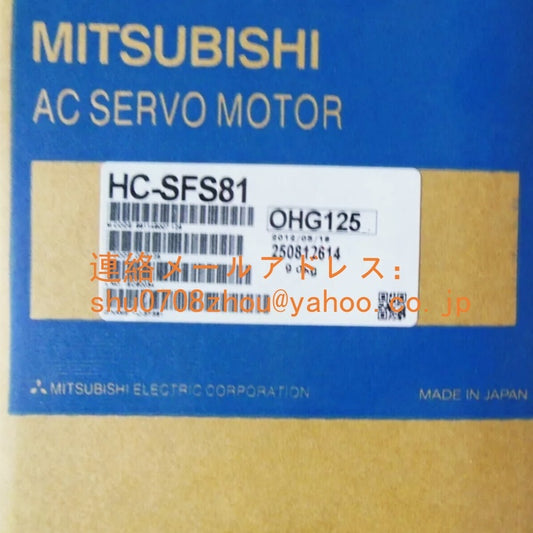 MITSUBISHI
AC SERVO MOTOR
HC-SFS81
OHG125
250812614
連絡メールアドレス：
shu0708zhou@yahoo.co.jp
MITSUBISHI ELECTRIC CORPORATION
MADE IN JAPAN